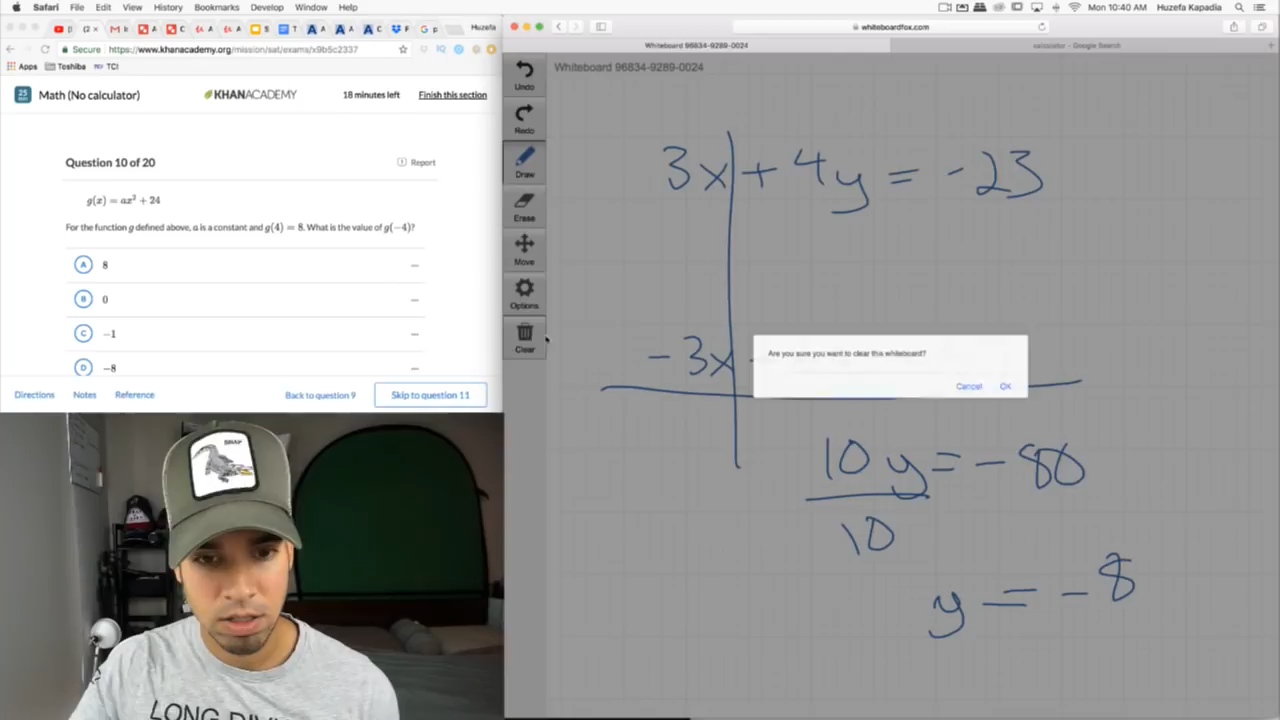 Safari File Edit View History Bookmarks Develop Window Help Mon 10:40 AM Huzefa Kapadia
Huzefa
Secure https://www.khanacademy.org/mission/sat/exams/x9b5c2337
Apps Toshiba TCI
whiteboardfox.com
Whiteboard 96834-9289-0024 calculator - Google Search
25 Math (No calculator) KHANACADEMY 18 minutes left Finish this section
Question 10 of 20 Report
g(x) = ax² + 24
For the function g defined above, a is a constant and g(4) = 8. What is the value of g(−4)?
A 8
B 0
C −1
D −8
Directions Notes Reference Back to question 9 Skip to question 11
Whiteboard 96834-9289-0024
Undo
Redo
Draw
Erase
Move
Options
Clear
3x + 4y = -23
-3x
Are you sure you want to clear this whiteboard?
Cancel OK
10y = -80
10
y = -8
SNAP
LONG DIVI